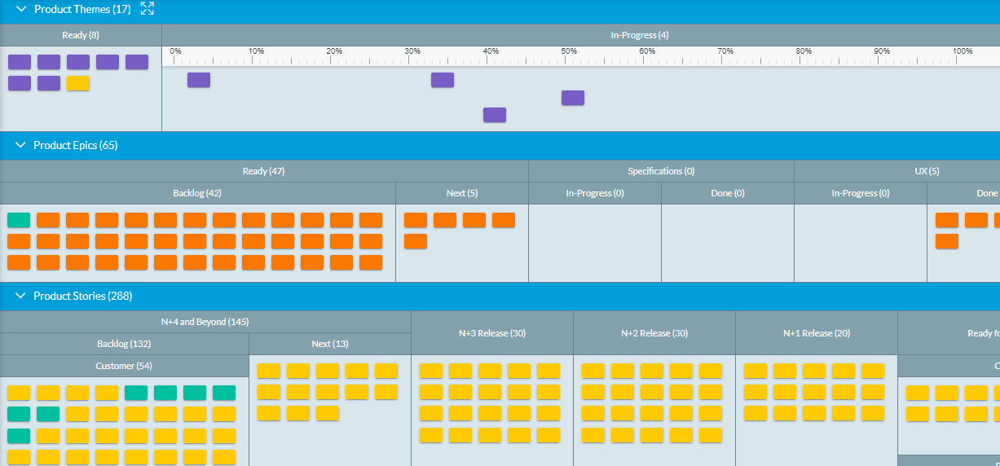 Product Themes (17)
Ready (8)
In-Progress (4)
0% 10% 20% 30% 40% 50% 60% 70% 80% 90% 100%
Product Epics (65)
Ready (47)
Specifications (0)
UX (5)
Backlog (42)
Next (5)
In-Progress (0)
Done (0)
In-Progress (0)
Done
Product Stories (288)
N+4 and Beyond (145)
N+3 Release (30)
N+2 Release (30)
N+1 Release (20)
Ready
Backlog (132)
Next (13)
Customer (54)